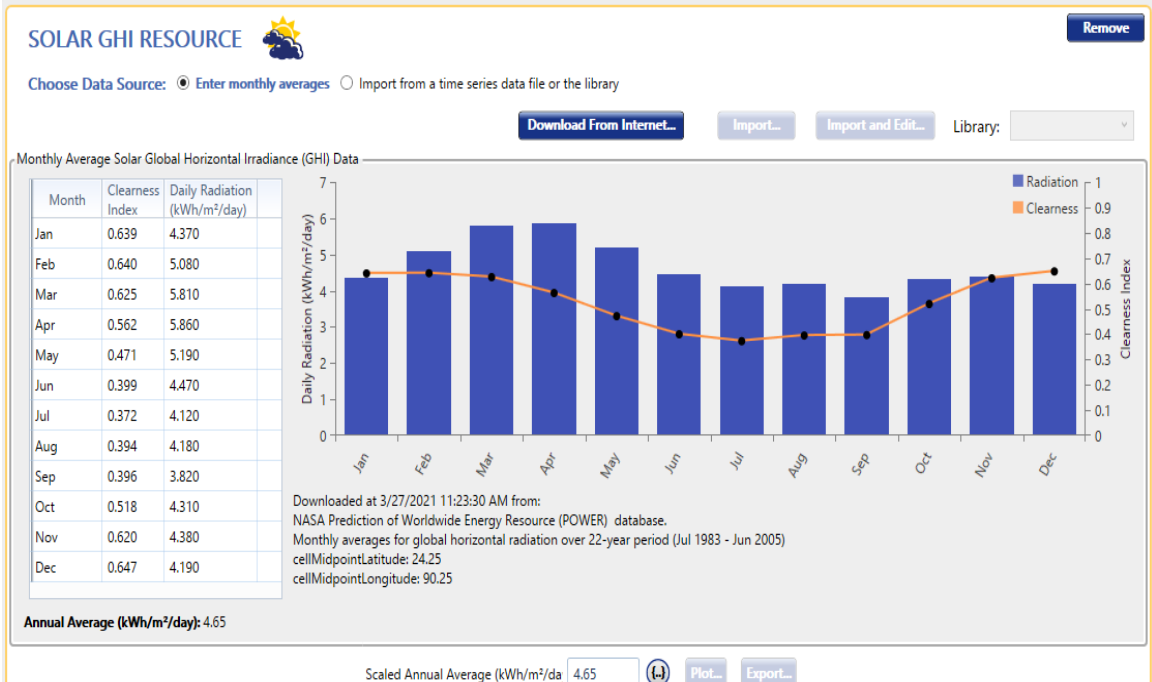 SOLAR GHI RESOURCE
Remove
Choose Data Source: Enter monthly averages Import from a time series data file or the library
Download From Internet... Import... Import and Edit... Library:
Monthly Average Solar Global Horizontal Irradiance (GHI) Data
Month Clearness Index Daily Radiation (kWh/m²/day)
Jan 0.639 4.370
Feb 0.640 5.080
Mar 0.625 5.810
Apr 0.562 5.860
May 0.471 5.190
Jun 0.399 4.470
Jul 0.372 4.120
Aug 0.394 4.180
Sep 0.396 3.820
Oct 0.518 4.310
Nov 0.620 4.380
Dec 0.647 4.190
Daily Radiation (kWh/m²/day)
7
6
5
4
3
2
1
0
Radiation
Clearness
1
0.9
0.8
0.7
0.6
0.5
0.4
0.3
0.2
0.1
0
Clearness Index
Jan Feb Mar Apr May Jun Jul Aug Sep Oct Nov Dec
Downloaded at 3/27/2021 11:23:30 AM from:
NASA Prediction of Worldwide Energy Resource (POWER) database.
Monthly averages for global horizontal radiation over 22-year period (Jul 1983 - Jun 2005)
cellMidpointLatitude: 24.25
cellMidpointLongitude: 90.25
Annual Average (kWh/m²/day): 4.65
Scaled Annual Average (kWh/m²/da 4.65 {..} Plot... Export...